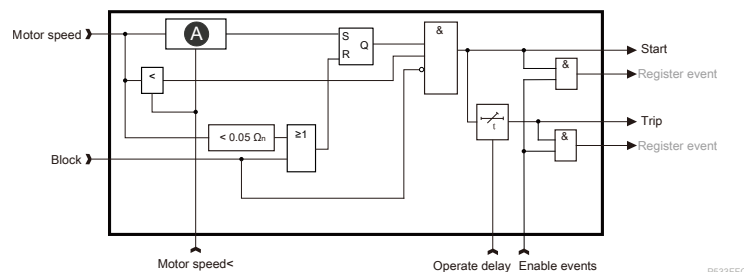 Motor speed
A
S
R
Q
&
<
< 0.05 Ωn
≥1
Block
Start
&
Register event
t
Trip
&
Register event
Motor speed<
Operate delay
Enable events